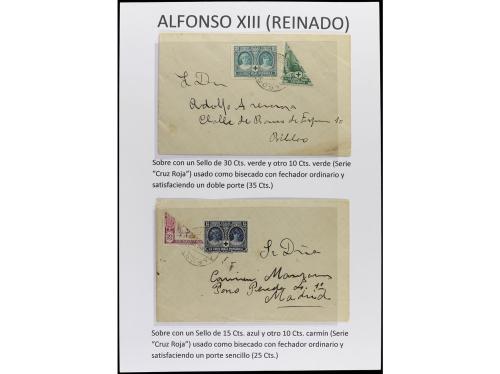 ALFONSO XIII (REINADO)
Sr Don
Adolfo
Calle de
Bilbao
Sobre con un Sello de 30 Cts. verde y otro 10 Cts. verde (Serie
“Cruz Roja”) usado como bisecado con fechador ordinario y
satisfaciendo un doble porte (35 Cts.)
Sr Dña
Carmen
Madrid
Sobre con un Sello de 15 Cts. azul y otro 10 Cts. carmín (Serie
“Cruz Roja”) usado como bisecado con fechador ordinario y
satisfaciendo un porte sencillo (25 Cts.)